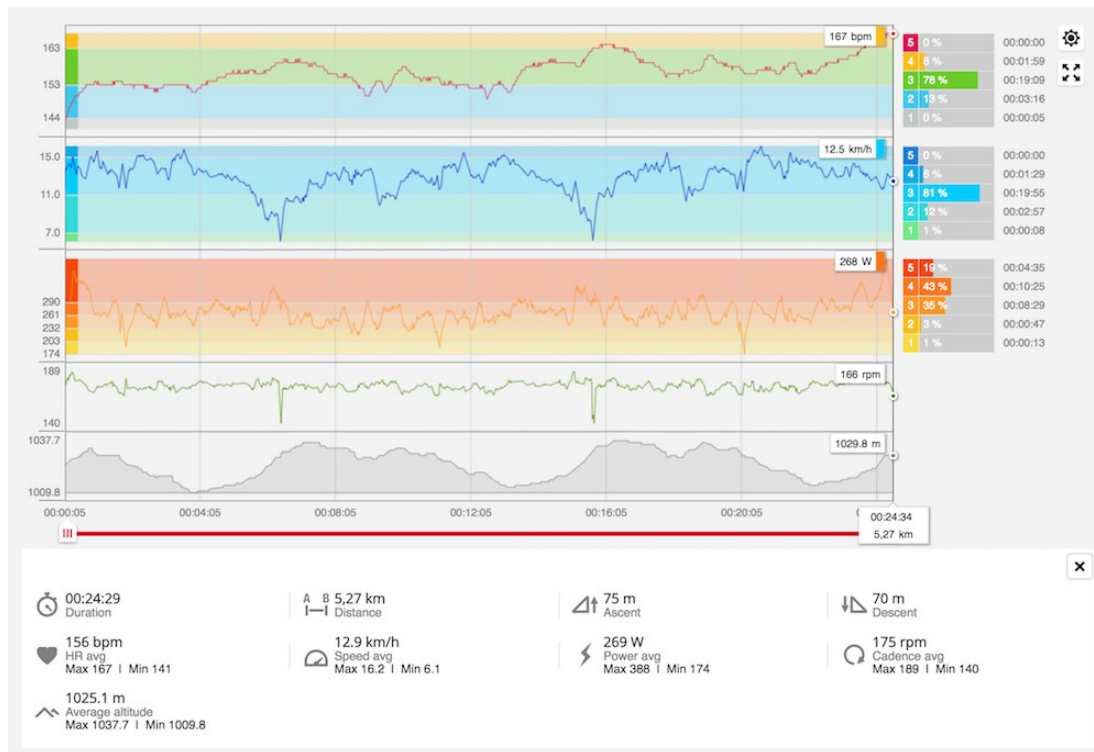 163
153
144
167 bpm
5 0 % 00:00:00
4 8 % 00:01:59
3 78 % 00:19:09
2 13 % 00:03:16
1 0 % 00:00:05
15.0
11.0
7.0
12.5 km/h
5 0 % 00:00:00
4 6 % 00:01:29
3 81 % 00:19:55
2 12 % 00:02:57
1 1 % 00:00:08
290
261
232
203
174
268 W
5 19 % 00:04:35
4 43 % 00:10:25
3 35 % 00:08:29
2 3 % 00:00:47
1 1 % 00:00:13
189
140
166 rpm
1037.7
1009.8
1029.8 m
00:00:05 00:04:05 00:08:05 00:12:05 00:16:05 00:20:05
00:24:34
5,27 km
00:24:29
Duration
A B 5,27 km
Distance
75 m
Ascent
70 m
Descent
156 bpm
HR avg
Max 167 | Min 141
12.9 km/h
Speed avg
Max 16.2 | Min 6.1
269 W
Power avg
Max 388 | Min 174
175 rpm
Cadence avg
Max 189 | Min 140
1025.1 m
Average altitude
Max 1037.7 | Min 1009.8